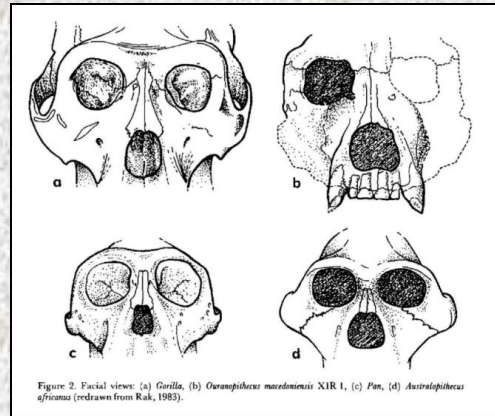 a
b
c
d
Figure 2. Facial views: (a) Gorilla, (b) Ouranopithecus macedoniensis XIR 1, (c) Pan, (d) Australopithecus
africanus (redrawn from Rak, 1983).